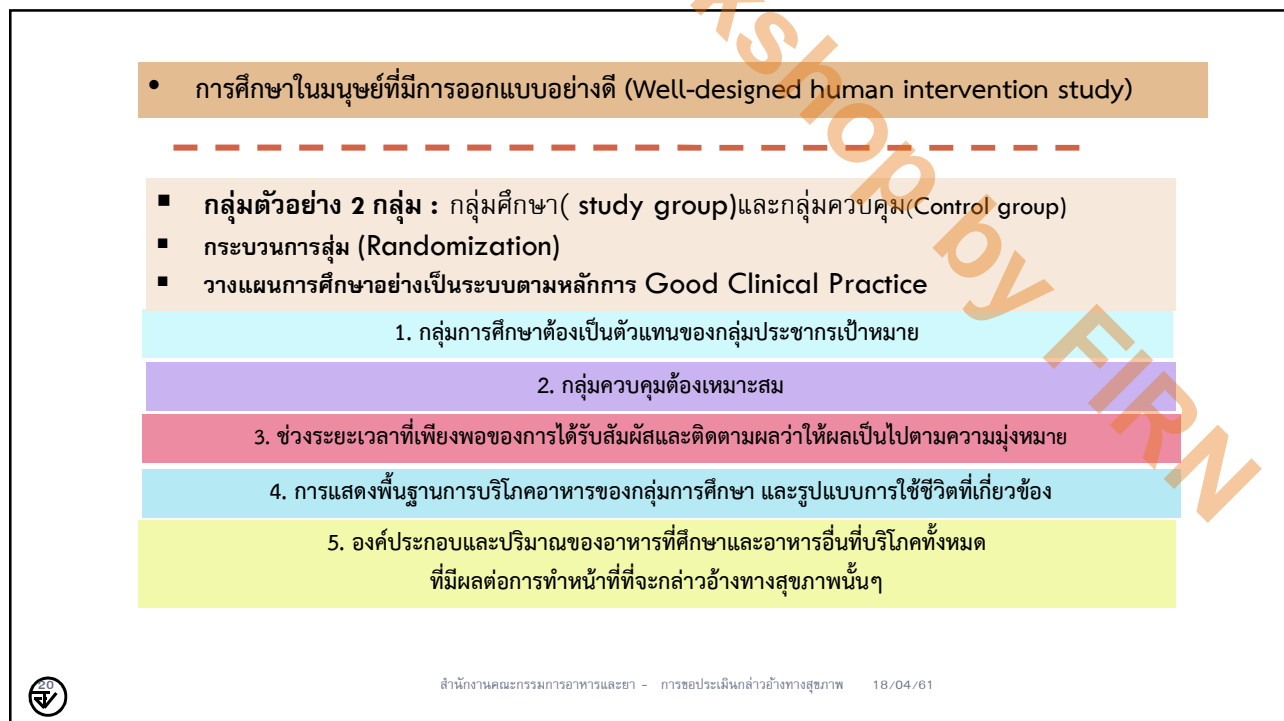 • การศึกษาในมนุษย์ที่มีการออกแบบอย่างดี (Well-designed human intervention study)
▪ กลุ่มตัวอย่าง 2 กลุ่ม : กลุ่มศึกษา( study group)และกลุ่มควบคุม(Control group)
▪ กระบวนการสุ่ม (Randomization)
▪ วางแผนการศึกษาอย่างเป็นระบบตามหลักการ Good Clinical Practice
1. กลุ่มการศึกษาต้องเป็นตัวแทนของกลุ่มประชากรเป้าหมาย
2. กลุ่มควบคุมต้องเหมาะสม
3. ช่วงระยะเวลาที่เพียงพอของการได้รับสัมผัสและติดตามผลว่าให้ผลเป็นไปตามความมุ่งหมาย
4. การแสดงพื้นฐานการบริโภคอาหารของกลุ่มการศึกษา และรูปแบบการใช้ชีวิตที่เกี่ยวข้อง
5. องค์ประกอบและปริมาณของอาหารที่ศึกษาและอาหารอื่นที่บริโภคทั้งหมด
ที่มีผลต่อการทำหน้าที่ที่จะกล่าวอ้างทางสุขภาพนั้นๆ
20
สำนักงานคณะกรรมการอาหารและยา - การขอประเมินกล่าวอ้างทางสุขภาพ 18/04/61
kshop by FIRN